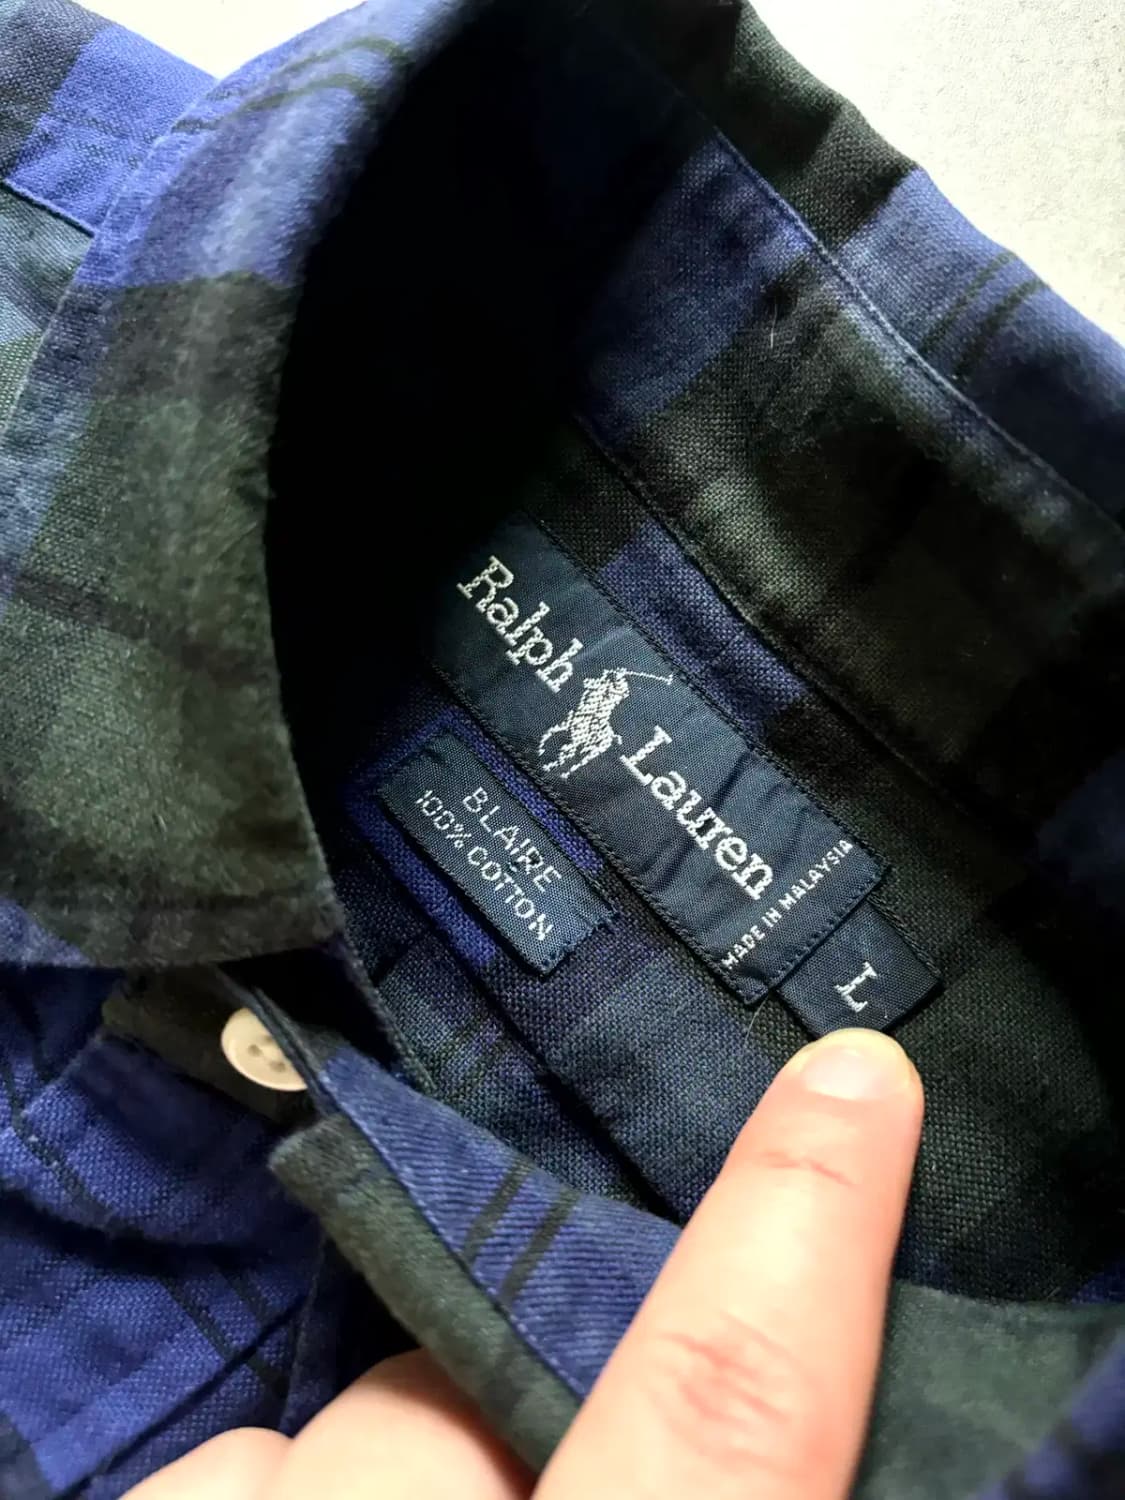 Ralph Lauren
MADE IN MALAYSIA
L
BLAIRE
100% COTTON